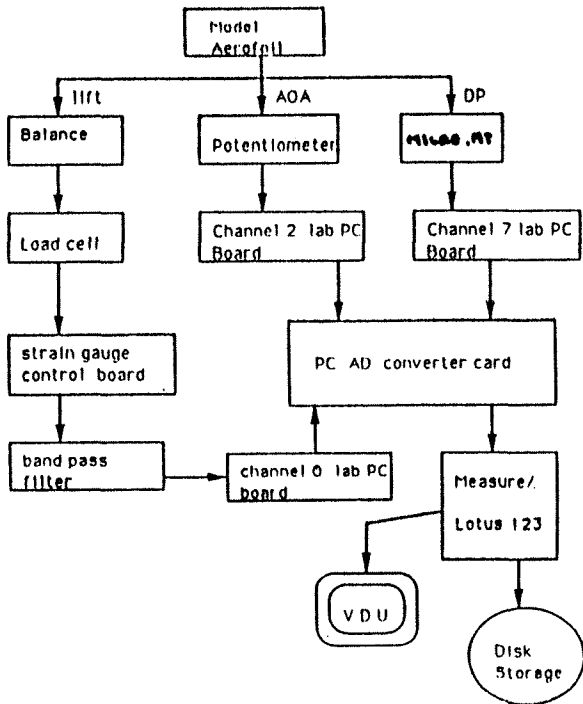 Model
Aerofoil
lift
AOA
DP
Balance
Potentiometer
MICRO.MT
Load cell
Channel 2 lab PC
Board
Channel 7 lab PC
Board
strain gauge
control board
PC AD converter card
band pass
filter
channel 0 lab PC
board
Measure/.
Lotus 123
VDU
Disk
Storage